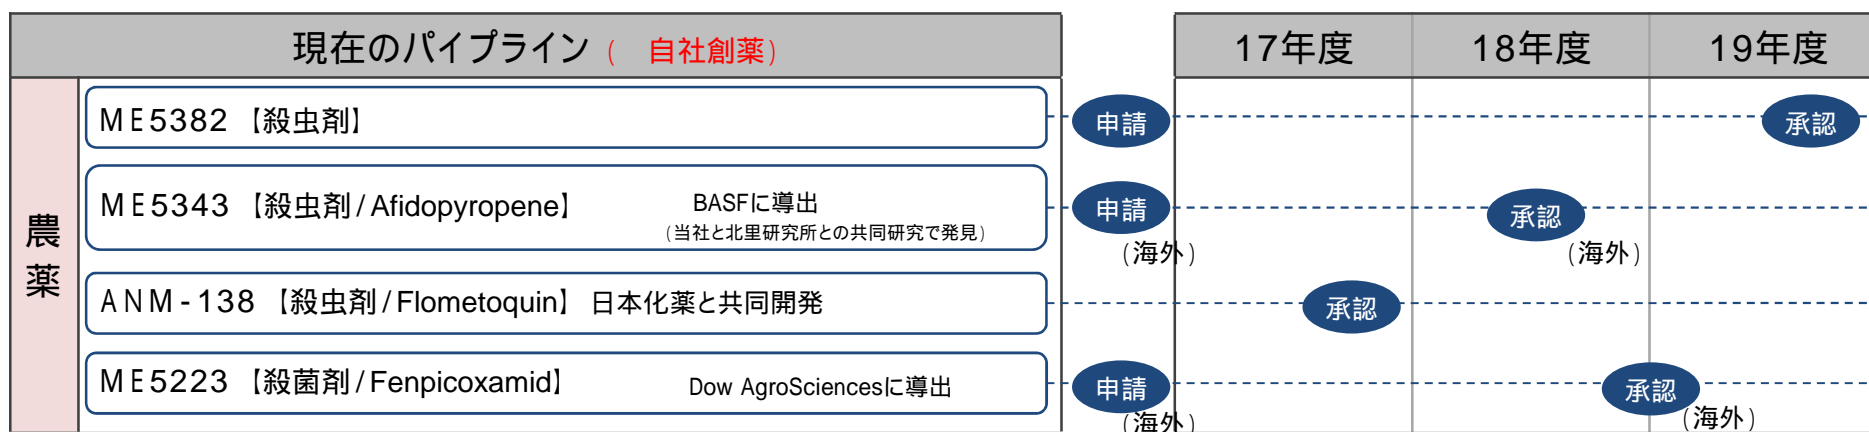 現在のパイプライン( 自社創薬) 17年度 18年度 19年度
農薬
ME5382【殺虫剤】 申請 承認
ME5343【殺虫剤/Afidopyropene】 BASFに導出 申請 承認
(当社と北里研究所との共同研究で発見) (海外) (海外)
ANM-138【殺虫剤/Flometoquin】日本化薬と共同開発 承認
ME5223【殺菌剤/Fenpicoxamid】 Dow AgroSciencesに導出 申請 承認
(海外) (海外)